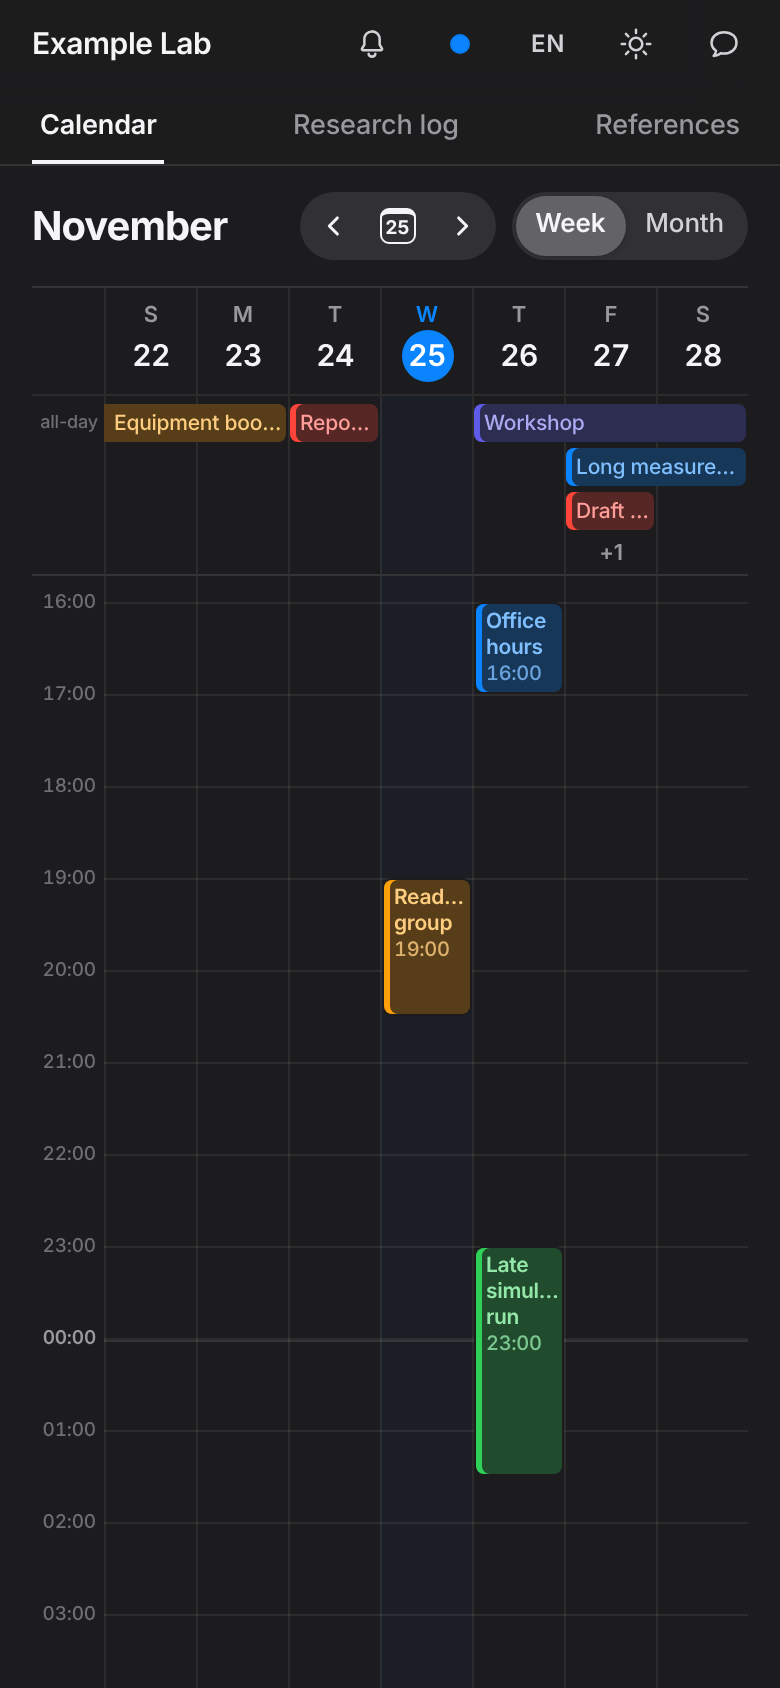 Example Lab
EN
Calendar
Research log
References
November
25
Week
Month
S
M
T
W
T
F
S
22
23
24
25
26
27
28
all-day
Equipment boo...
Repo...
Workshop
Long measure...
Draft ...
+1
16:00
Office
hours
16:00
17:00
18:00
19:00
Read...
group
19:00
20:00
21:00
22:00
23:00
Late
simul...
run
23:00
00:00
01:00
02:00
03:00